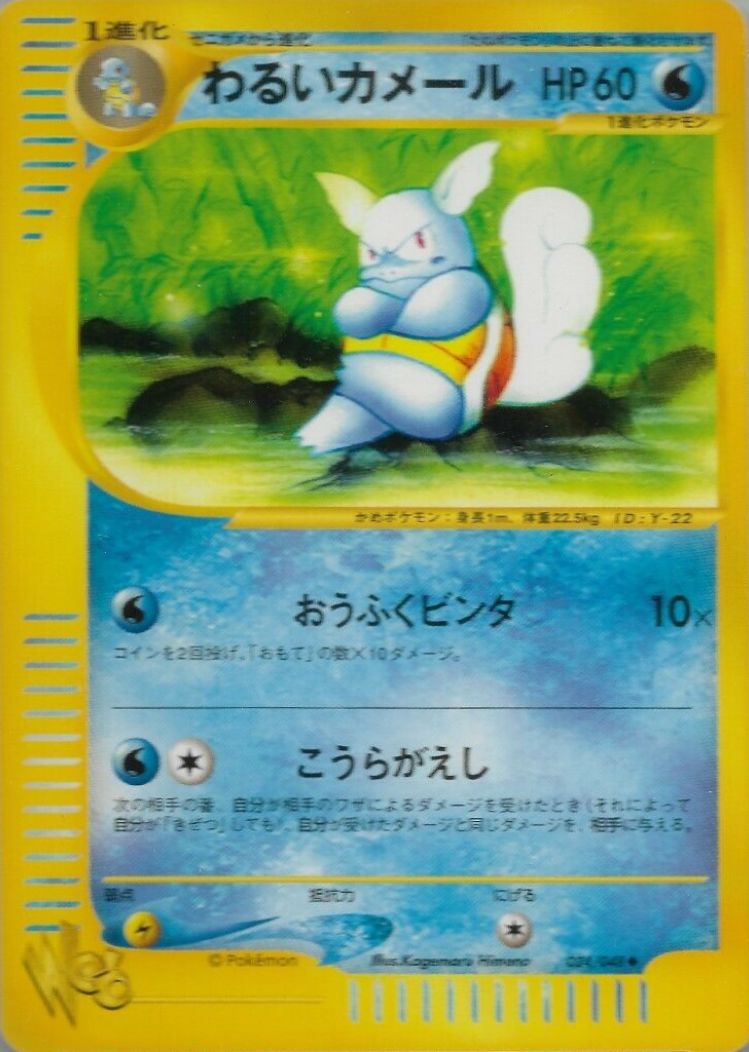 1進化 ゼニガメから進化
わるいカメール HP60
1進化ポケモン
かめポケモン：身長1m、体重22.5kg ID:Y-22
おうふくビンタ 10×
コインを2回投げ、「おもて」の数×10ダメージ。
こうらがえし
次の相手の番、自分が相手のワザによるダメージを受けたとき（それによって
自分が「きぜつ」しても）、自分が受けたダメージと同じダメージを、相手に与える。
弱点 抵抗力 にげる
Web
© Pokémon Illus.Kagemaru Himeno /048